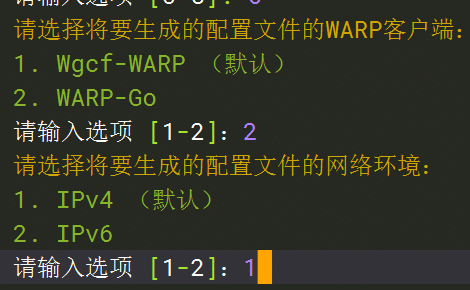 请选择将要生成的配置文件的WARP客户端：
1. Wgcf-WARP （默认）
2. WARP-Go
请输入选项 [1-2]：2
请选择将要生成的配置文件的网络环境：
1. IPv4 （默认）
2. IPv6
请输入选项 [1-2]：1